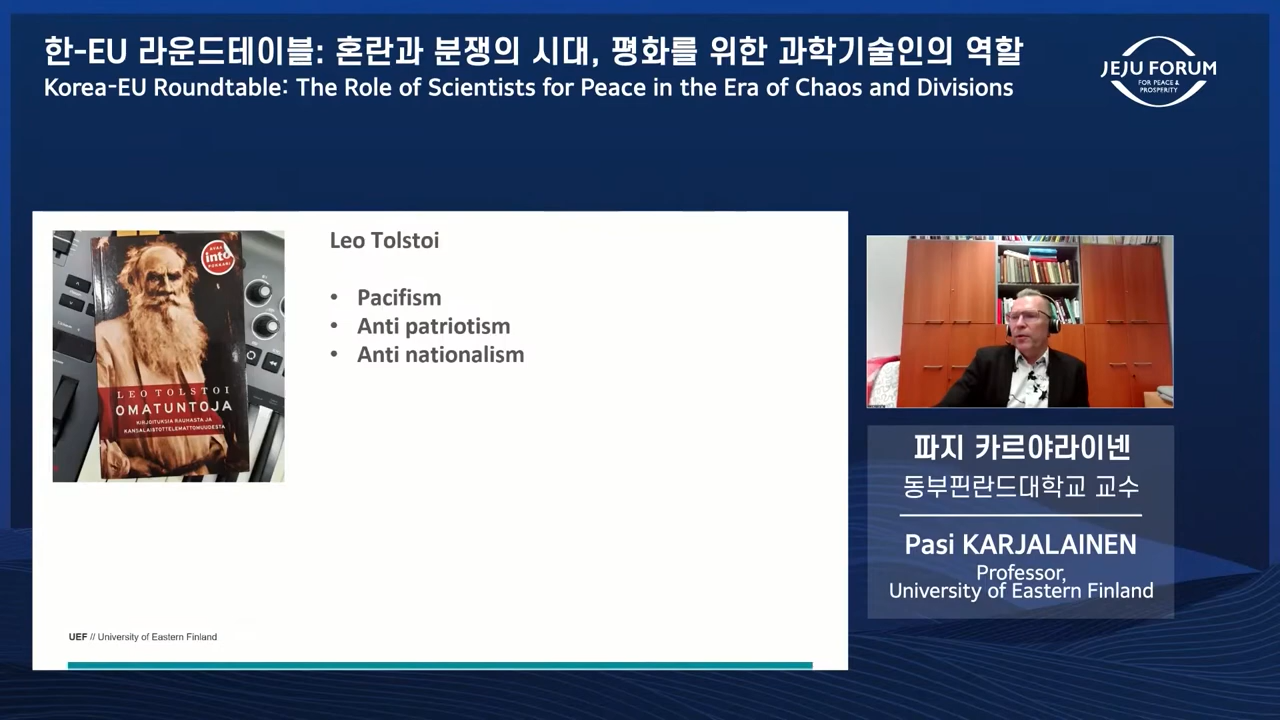 한-EU 라운드테이블: 혼란과 분쟁의 시대, 평화를 위한 과학기술인의 역할
Korea-EU Roundtable: The Role of Scientists for Peace in the Era of Chaos and Divisions
JEJU FORUM
FOR PEACE &
PROSPERITY
Leo Tolstoi
• Pacifism
• Anti patriotism
• Anti nationalism
into
POKKARI
LEO TOLSTOI
OMATUNTOJA
KIRJOITUKSIA RAUHASTA JA
KANSALAISTOTTELEMATTOMUUDESTA
UEF // University of Eastern Finland
파지 카르야라이넨
동부핀란드대학교 교수
Pasi KARJALAINEN
Professor,
University of Eastern Finland